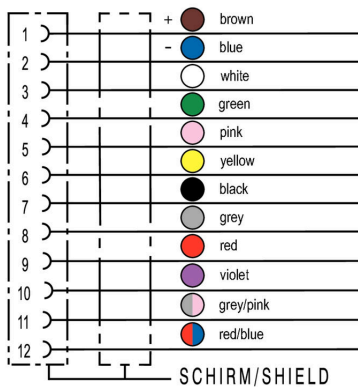 + brown
1
- blue
2
white
3
green
4
pink
5
yellow
6
black
7
grey
8
red
9
violet
10
grey/pink
11
red/blue
12
SCHIRM/SHIELD